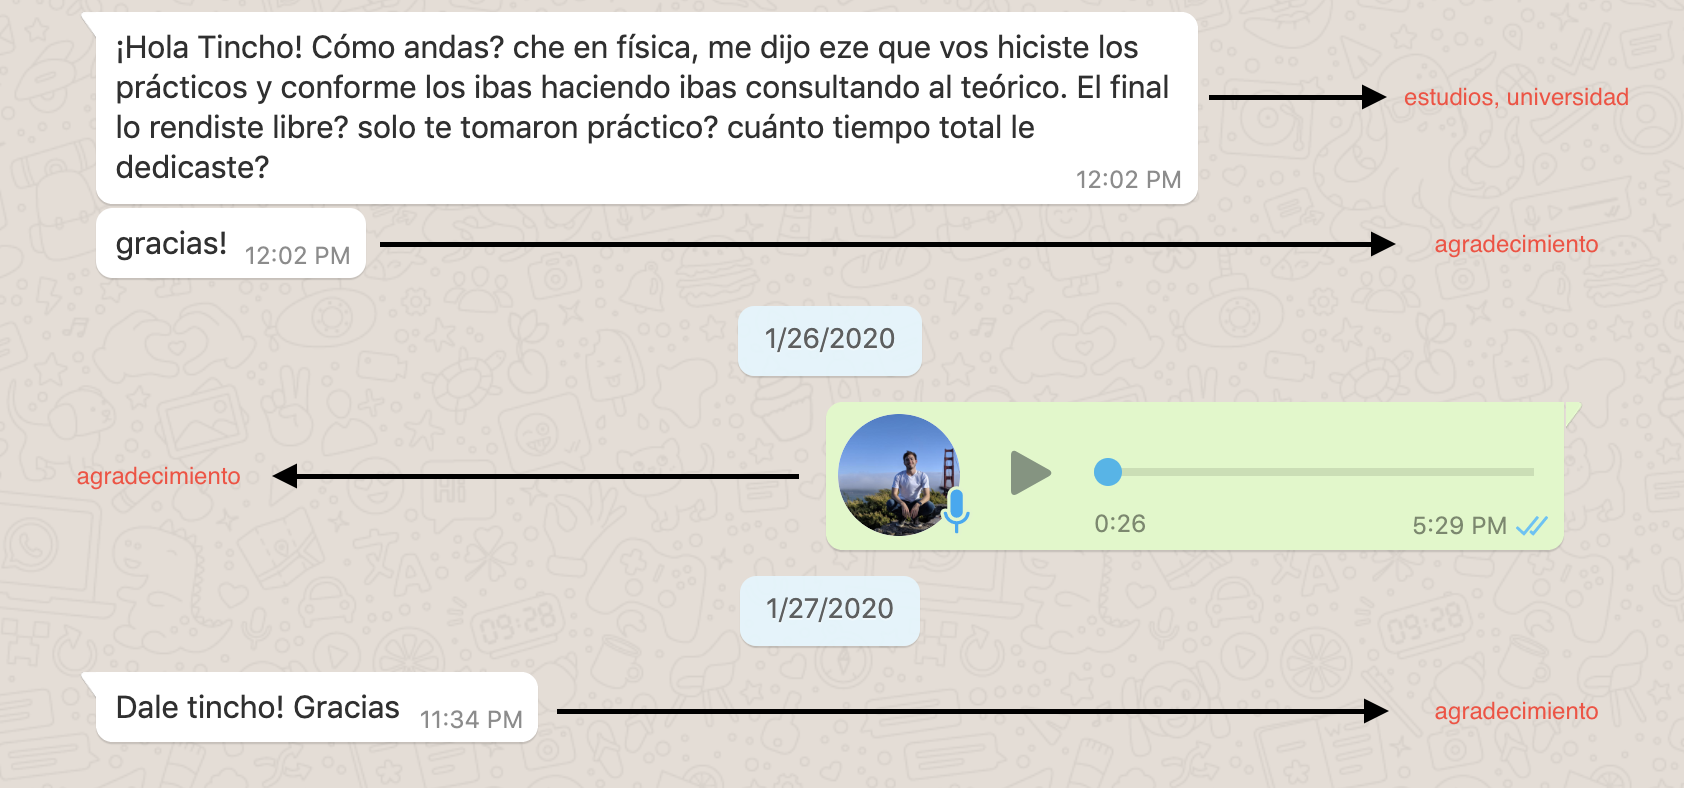 ¡Hola Tincho! Cómo andas? che en física, me dijo eze que vos hiciste los
prácticos y conforme los ibas haciendo ibas consultando al teórico. El final
lo rendiste libre? solo te tomaron práctico? cuánto tiempo total le
dedicaste?
12:02 PM
estudios, universidad
gracias! 12:02 PM
agradecimiento
1/26/2020
agradecimiento
0:26
5:29 PM
1/27/2020
Dale tincho! Gracias 11:34 PM
agradecimiento